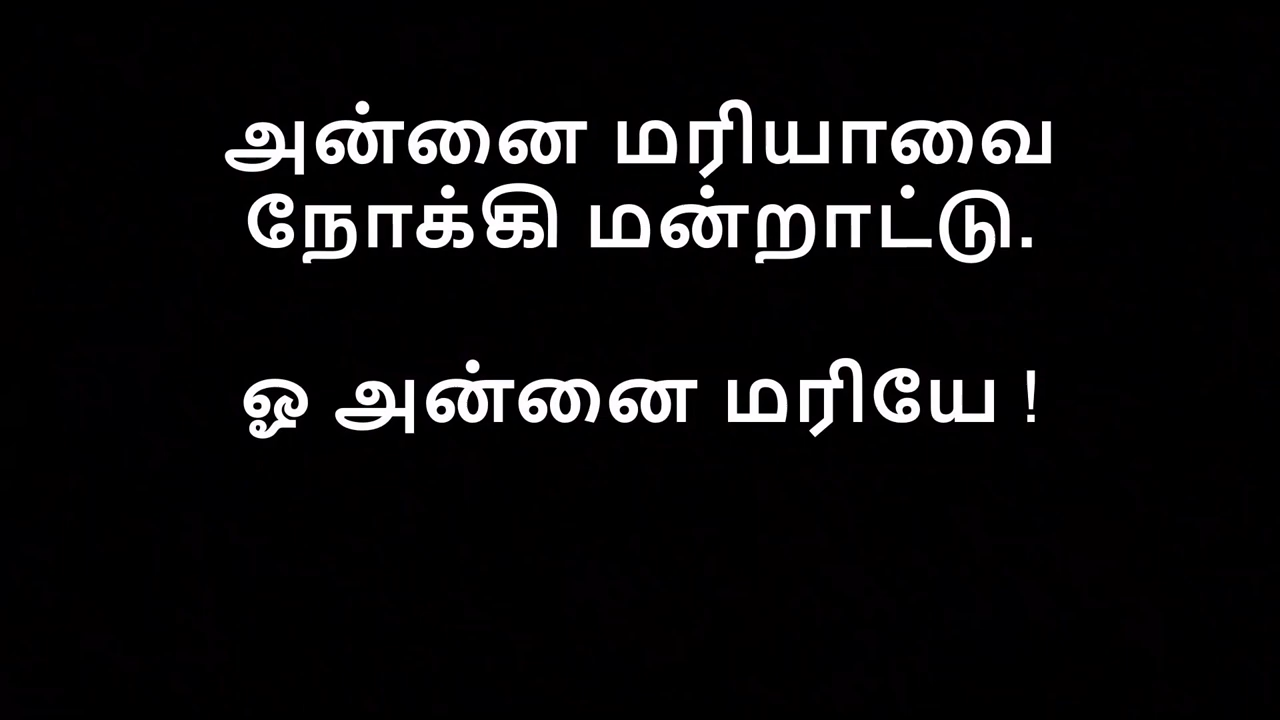 அன்னை மரியாவை
நோக்கி மன்றாட்டு.
ஓ அன்னை மரியே !